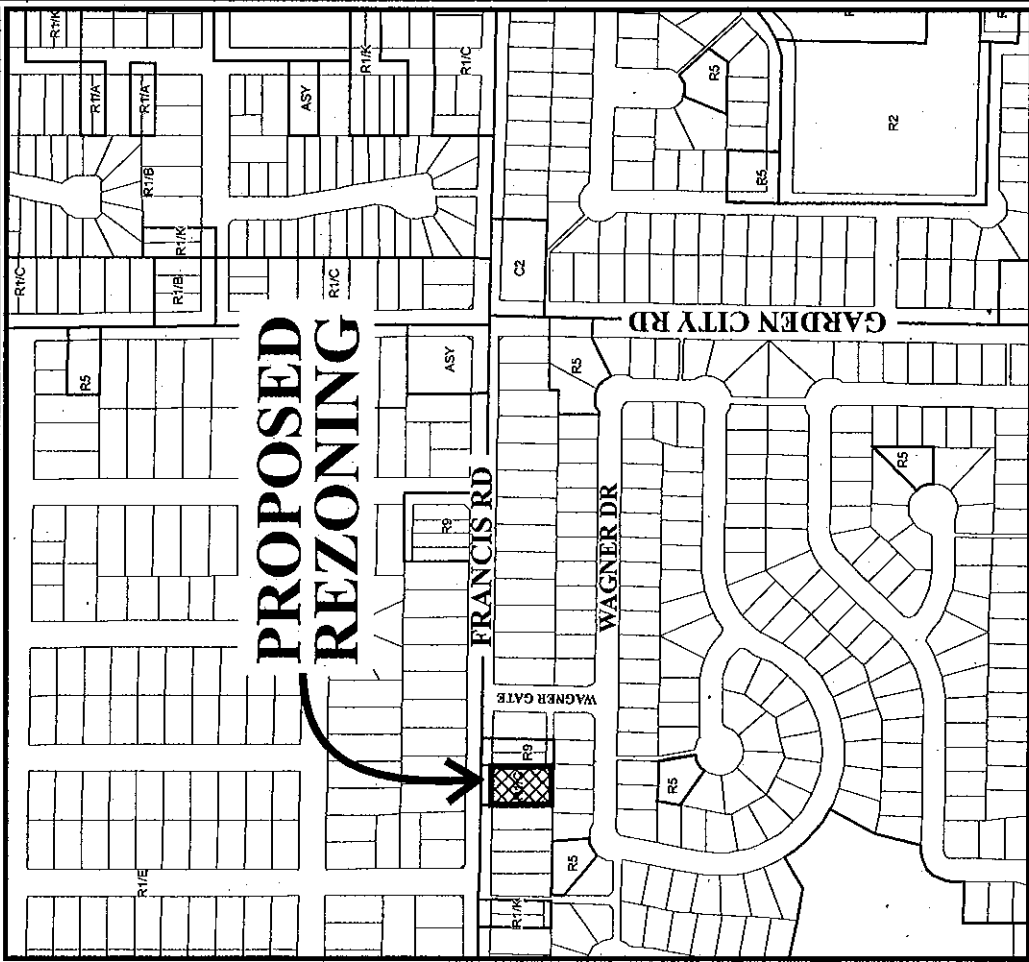 R1/K
R1/A
R1/A
ASY
R1/K
R1/C
R5
R2
R5
R1/B
R1/K
R1/C
R1/B
R1/C
C2
GARDEN CITY RD
PROPOSED
REZONING
R5
ASY
R5
R9
FRANCIS RD
WAGNER DR
R5
WAGNER GATE
R9
R5
R5
R1/E
R1/K